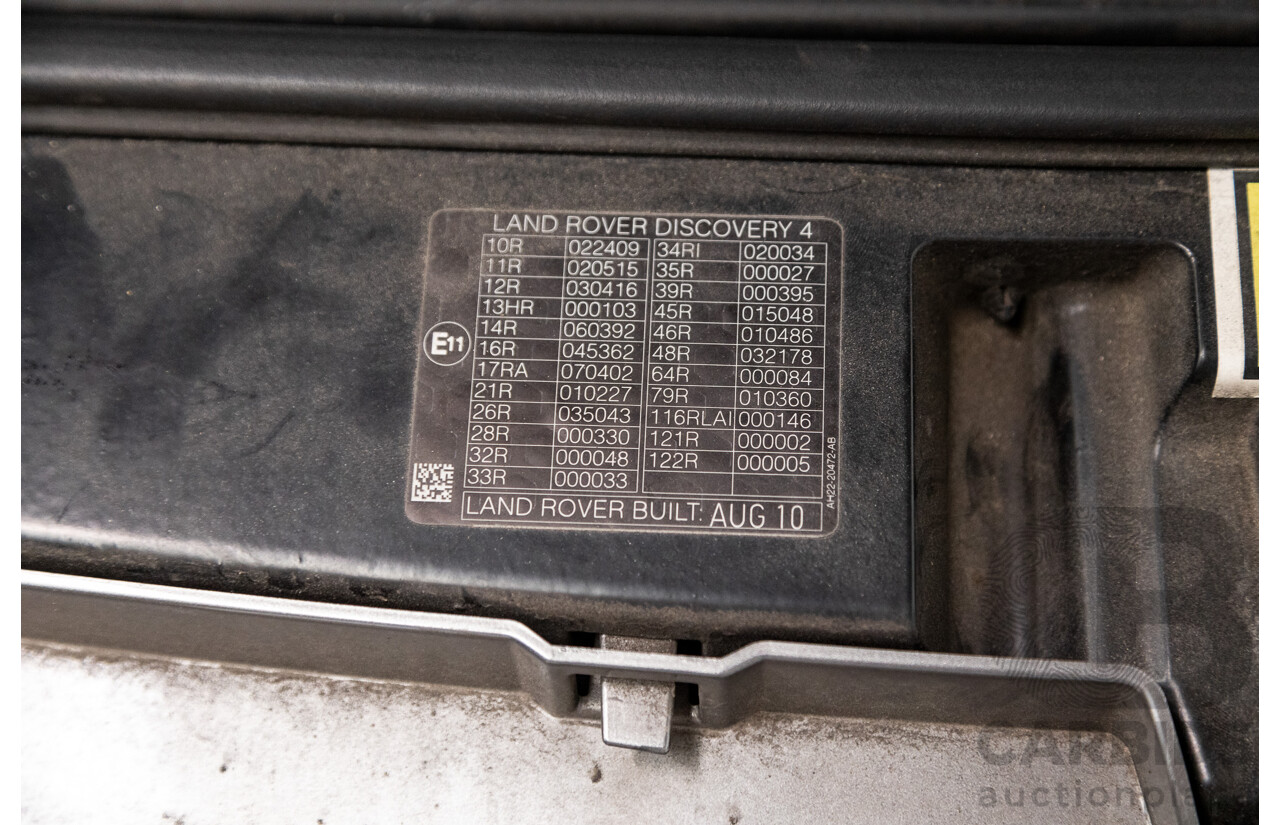 LAND ROVER DISCOVERY 4
10R 022409 34RI 020034
11R 020515 35R 000027
12R 030416 39R 000395
13HR 000103 45R 015048
14R 060392 46R 010486
E11
16R 045362 48R 032178
17RA 070402 64R 000084
21R 010227 79R 010360
26R 035043 116RLAI 000146
28R 000330 121R 000002
32R 000048 122R 000005
33R 000033
AH22-20472-AB
LAND ROVER BUILT: AUG 10